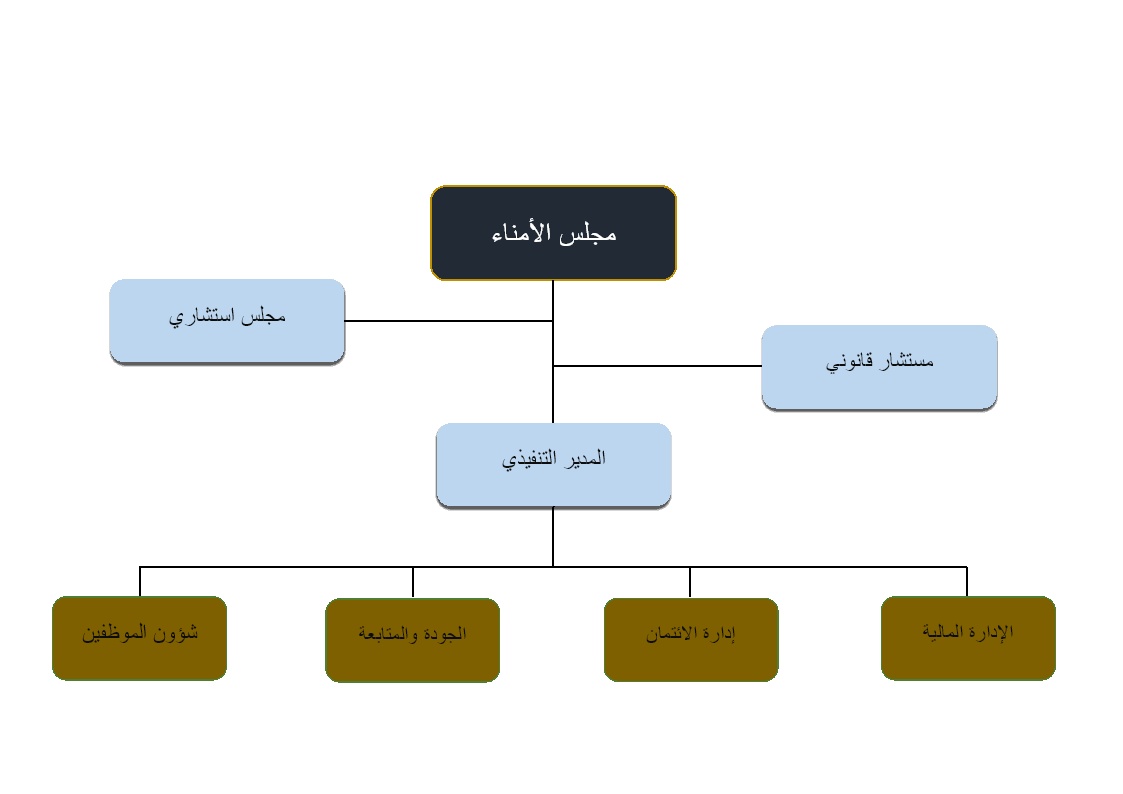 مجلس الأمناء
مجلس استشاري
مستشار قانوني
المدير التنفيذي
الإدارة المالية
إدارة الائتمان
الجودة والمتابعة
شؤون الموظفين